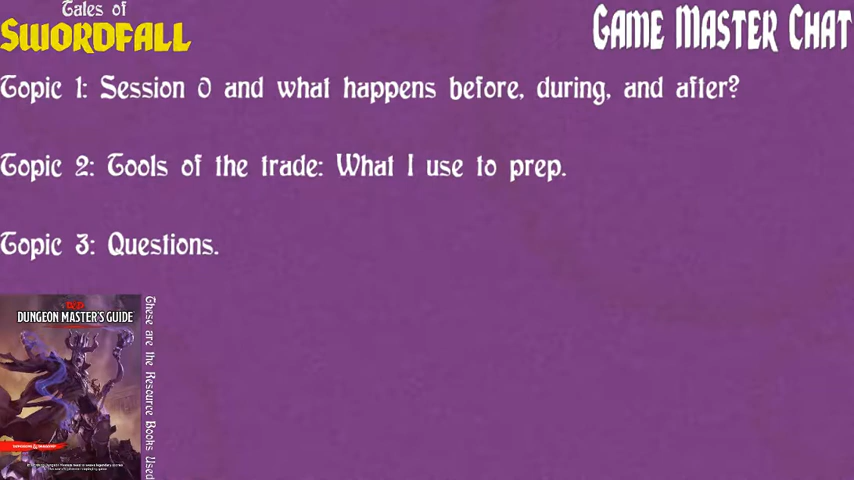 Tales of
SWORDFALL
GAME MASTER CHAT
Topic 1: Session 0 and what happens before, during, and after?
Topic 2: Tools of the trade: What I use to prep.
Topic 3: Questions.
D&D
DUNGEON MASTER'S GUIDE
DUNGEONS & DRAGONS
These are the Resource Books Used